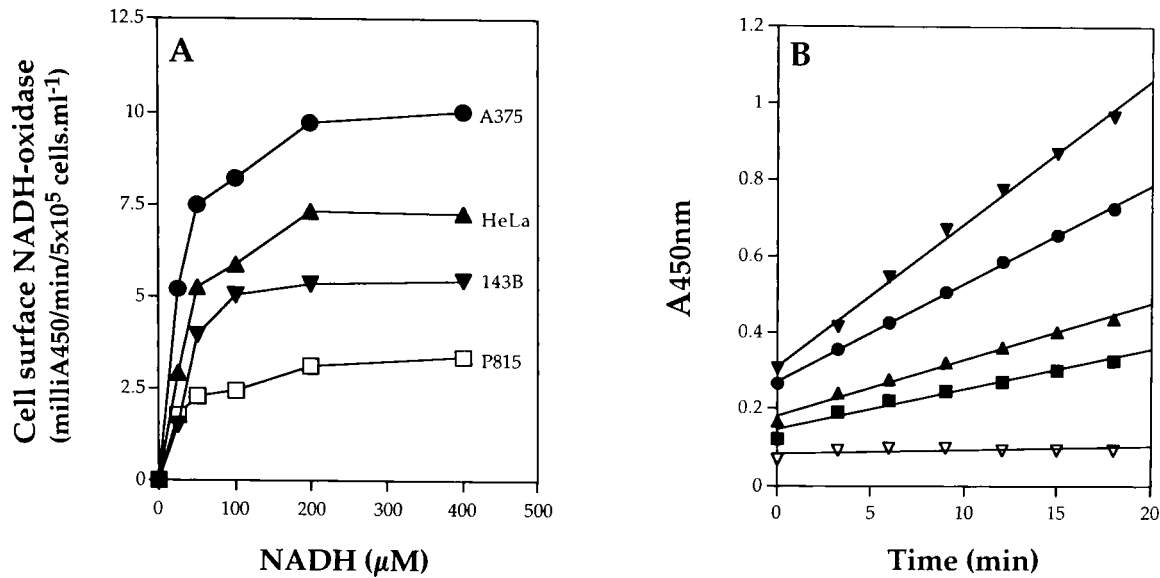 Cell surface NADH-oxidase
(milliA450/min/5x10⁵ cells.ml⁻¹)
12.5
10
7.5
5
2.5
0
A
A375
HeLa
143B
P815
0
100
200
300
400
500
NADH (µM)
A450nm
1.2
1
0.8
0.6
0.4
0.2
0
B
0
5
10
15
20
Time (min)